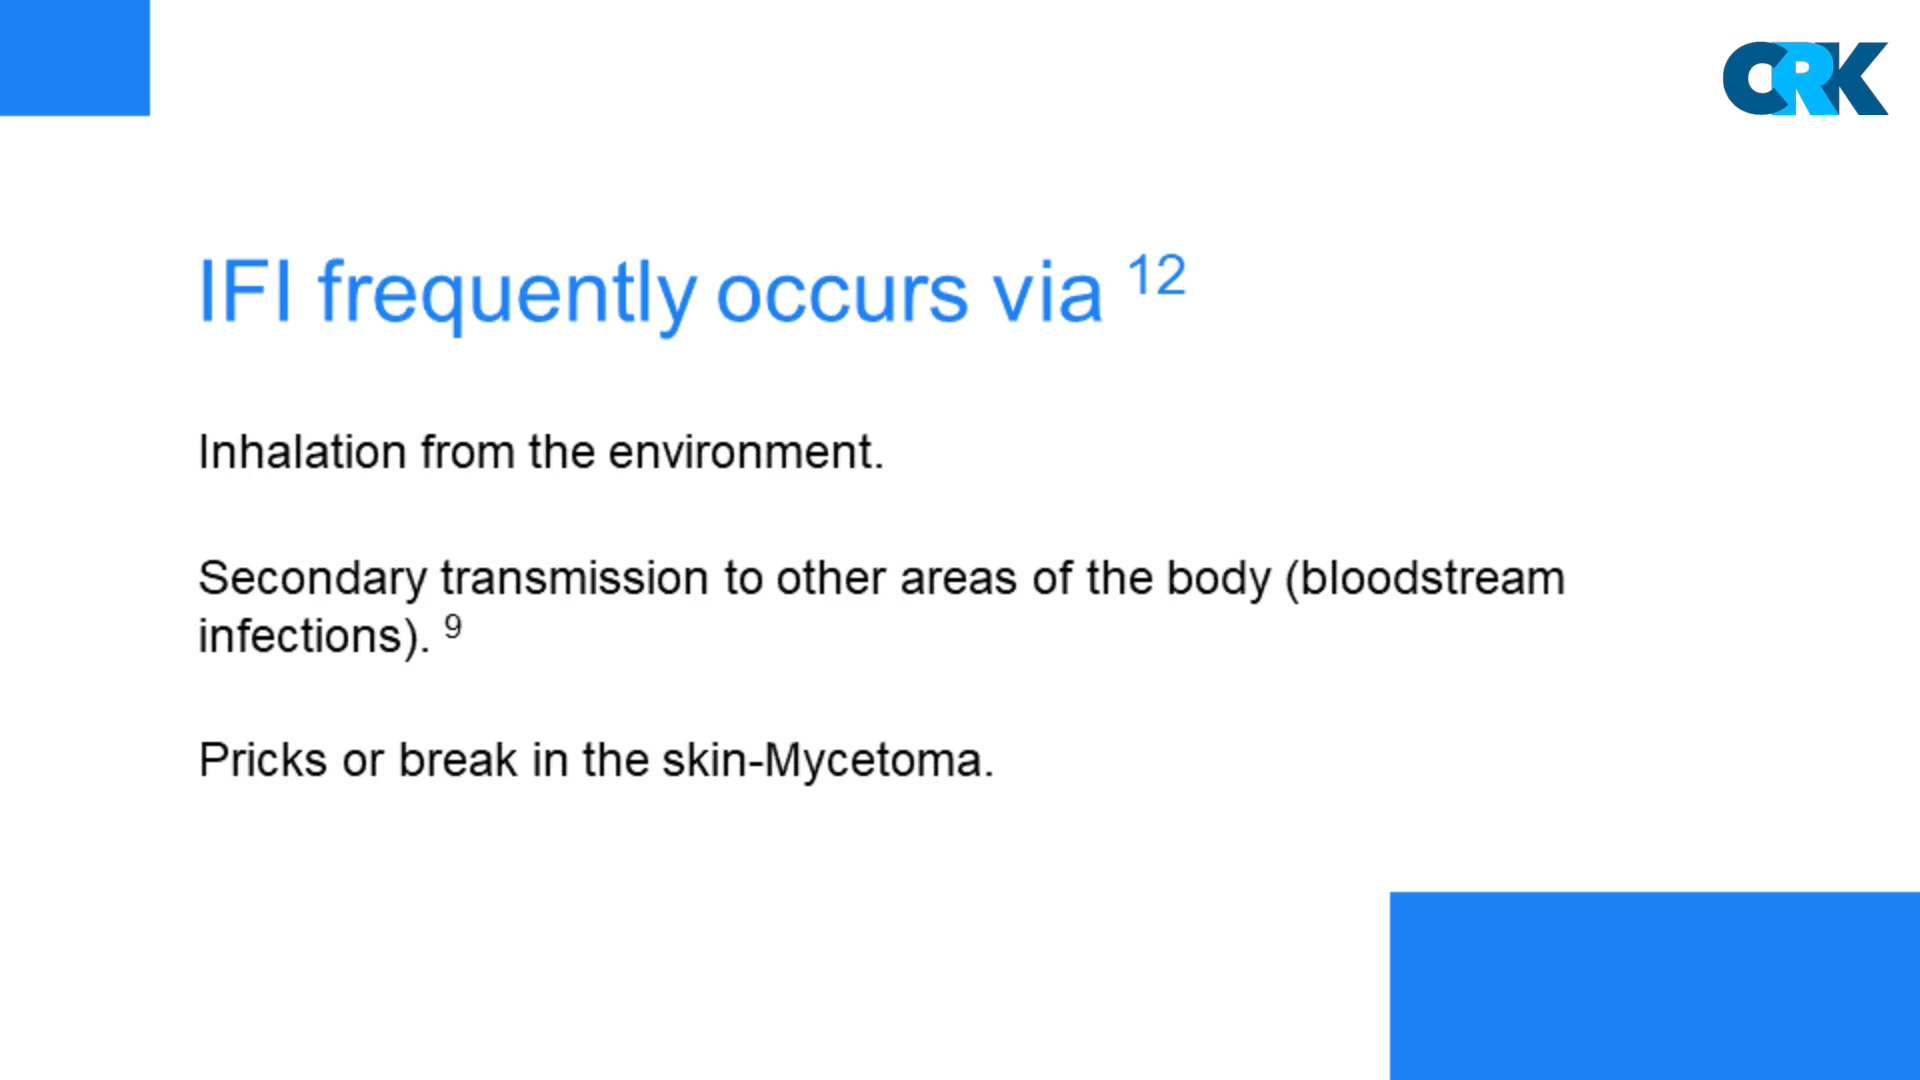 CRK
IFI frequently occurs via 12
Inhalation from the environment.
Secondary transmission to other areas of the body (bloodstream
infections). 9
Pricks or break in the skin-Mycetoma.